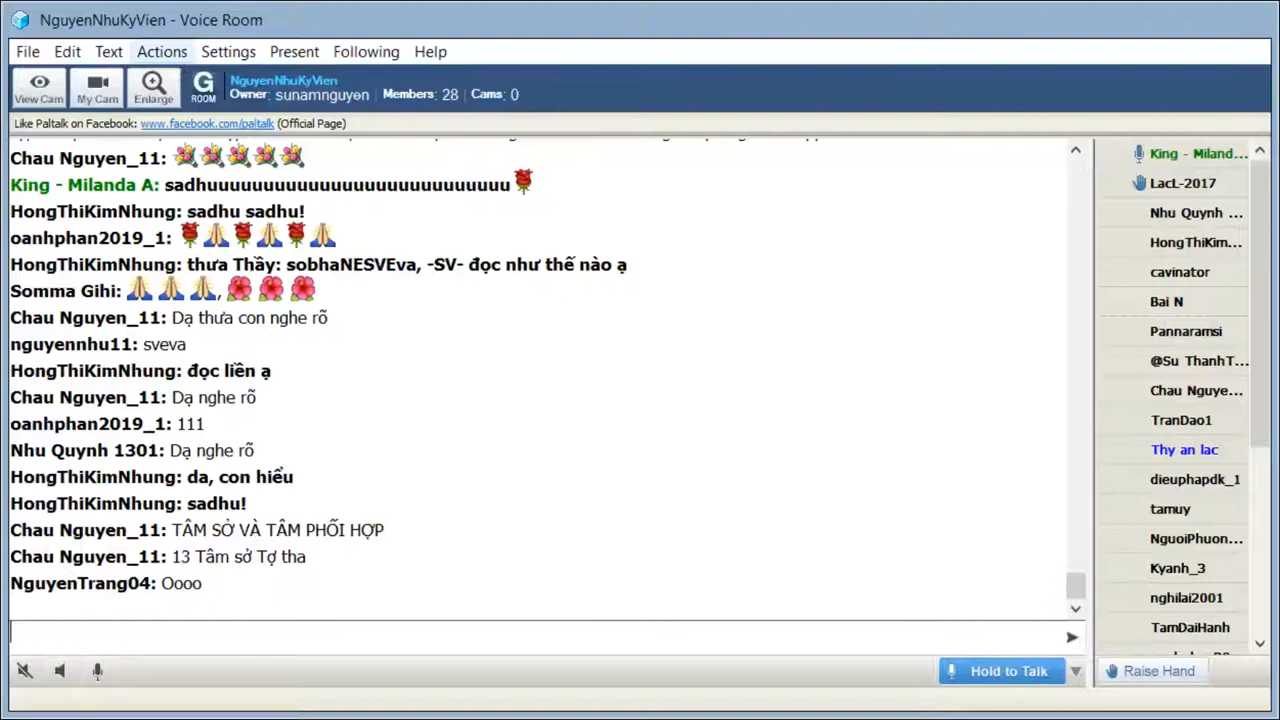 NguyenNhuKyVien - Voice Room
File Edit Text Actions Settings Present Following Help
View Cam My Cam Enlarge G ROOM
NguyenNhuKyVien
Owner: sunamnguyen Members: 28 Cams: 0
Like Paltalk on Facebook: www.facebook.com/paltalk (Official Page)
Chau Nguyen_11:
King - Milanda A: sadhuuuuuuuuuuuuuuuuuuuuuuuuuuu
HongThiKimNhung: sadhu sadhu!
oanhphan2019_1:
HongThiKimNhung: thưa Thầy: sobhaNESVEva, -SV- đọc như thế nào ạ
Somma Gihi: ,
Chau Nguyen_11: Dạ thưa con nghe rõ
nguyennhu11: sveva
HongThiKimNhung: đọc liền ạ
Chau Nguyen_11: Dạ nghe rõ
oanhphan2019_1: 111
Nhu Quynh 1301: Dạ nghe rõ
HongThiKimNhung: da, con hiểu
HongThiKimNhung: sadhu!
Chau Nguyen_11: TÂM SỞ VÀ TÂM PHỐI HỢP
Chau Nguyen_11: 13 Tâm sở Tợ tha
NguyenTrang04: Oooo
King - Miland...
LacL-2017
Nhu Quynh ...
HongThiKim...
cavinator
Bai N
Pannaramsi
@Su ThanhT...
Chau Nguye...
TranDao1
Thy an lac
dieuphapdk_1
tamuy
NguoiPhuon...
Kyanh_3
nghilai2001
TamDaiHanh
Hold to Talk
Raise Hand